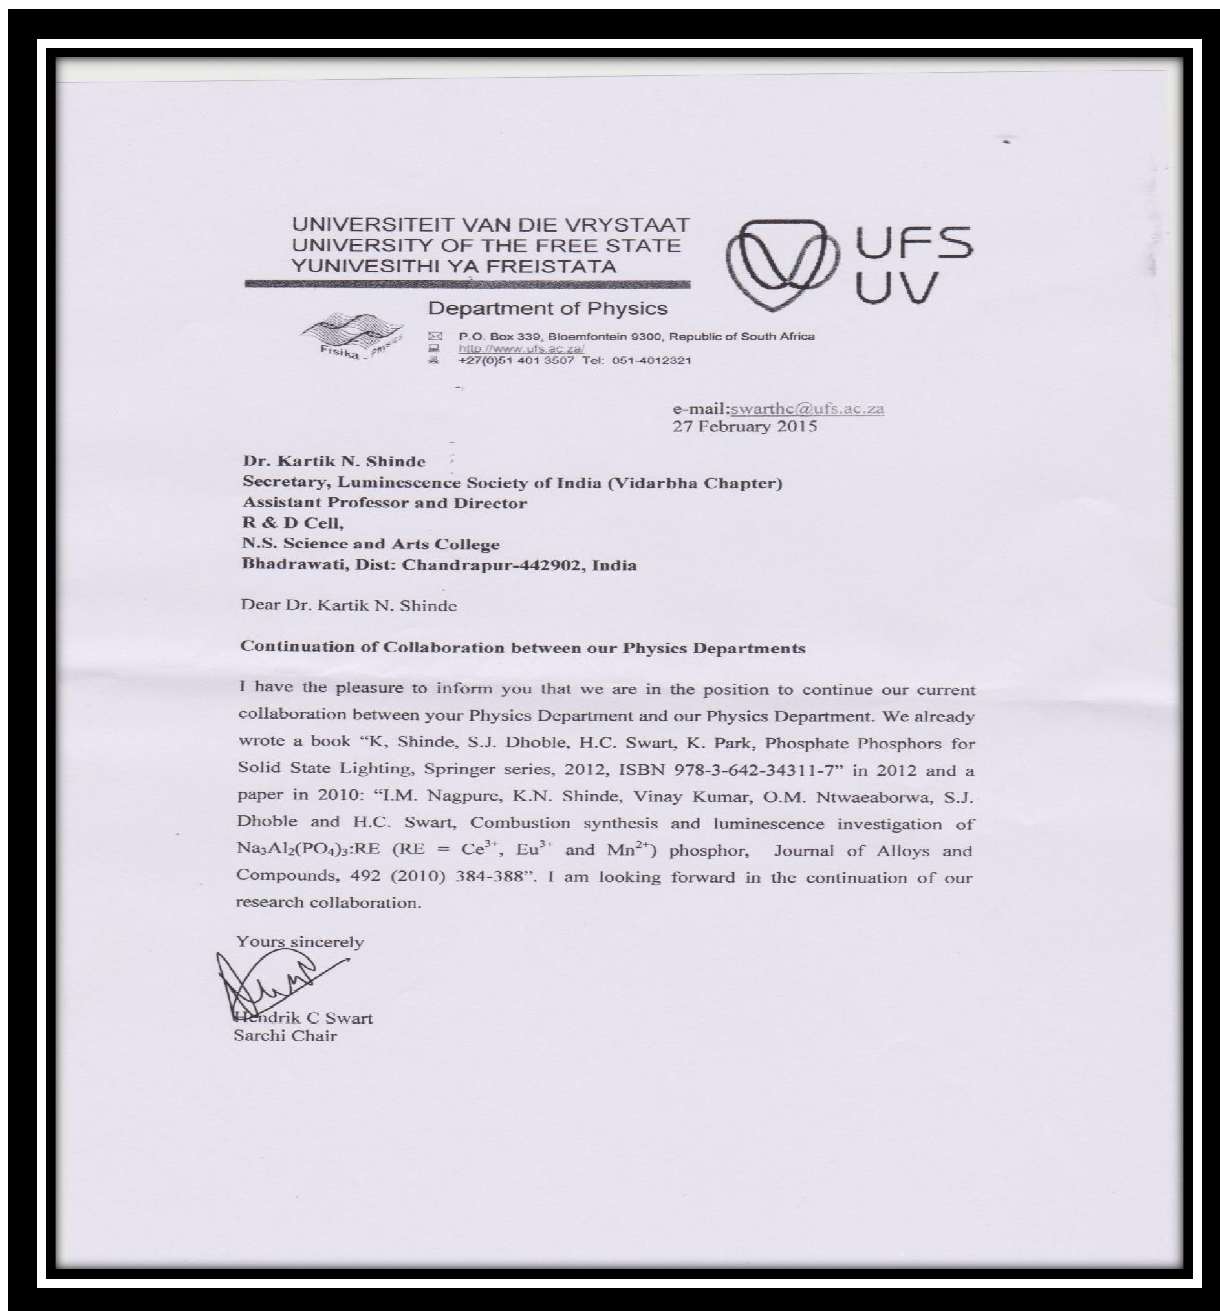 UNIVERSITEIT VAN DIE VRYSTAAT
UNIVERSITY OF THE FREE STATE
YUNIVESITHI YA FREISTATA
UFS
UV
Department of Physics
Fisika - Physics
P.O. Box 339, Bloemfontein 9300, Republic of South Africa
http://www.ufs.ac.za/
+27(0)51 401 3507 Tel: 051-4012321
e-mail:swarthc@ufs.ac.za
27 February 2015
Dr. Kartik N. Shinde
Secretary, Luminescence Society of India (Vidarbha Chapter)
Assistant Professor and Director
R & D Cell,
N.S. Science and Arts College
Bhadrawati, Dist: Chandrapur-442902, India
Dear Dr. Kartik N. Shinde
Continuation of Collaboration between our Physics Departments
I have the pleasure to inform you that we are in the position to continue our current
collaboration between your Physics Department and our Physics Department. We already
wrote a book “K, Shinde, S.J. Dhoble, H.C. Swart, K. Park, Phosphate Phosphors for
Solid State Lighting, Springer series, 2012, ISBN 978-3-642-34311-7” in 2012 and a
paper in 2010: “I.M. Nagpure, K.N. Shinde, Vinay Kumar, O.M. Ntwaeaborwa, S.J.
Dhoble and H.C. Swart, Combustion synthesis and luminescence investigation of
Na₃Al₂(PO₄)₃:RE (RE = Ce³⁺, Eu³⁺ and Mn²⁺) phosphor, Journal of Alloys and
Compounds, 492 (2010) 384-388”. I am looking forward in the continuation of our
research collaboration.
Yours sincerely
Hendrik C Swart
Sarchi Chair